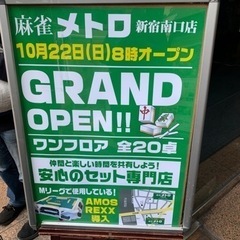 麻雀 メトロ 新宿南口店
10月22日(日)8時オープン
GRAND
OPEN!!
中
ワンフロア 全20卓
仲間と楽しい時間を共有しよう!
安心のセット専門店
Mリーグで使用している!
AMOS
REXX
導入